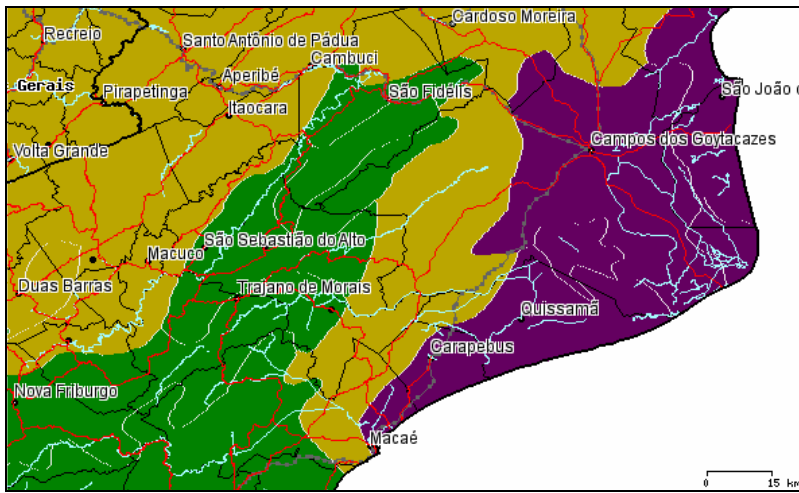 Cardoso Moreira
Recreio
Santo Antônio de Pádua
Cambuci
Aperibé
Gerais
Pirapetinga
São Fidélis
São João d
Itaocara
Campos dos Goytacazes
Volta Grande
São Sebastião do Alto
Macuco
Duas Barras
Trajano de Morais
Quissamã
Carapebus
Nova Friburgo
Macaé
0 15 km